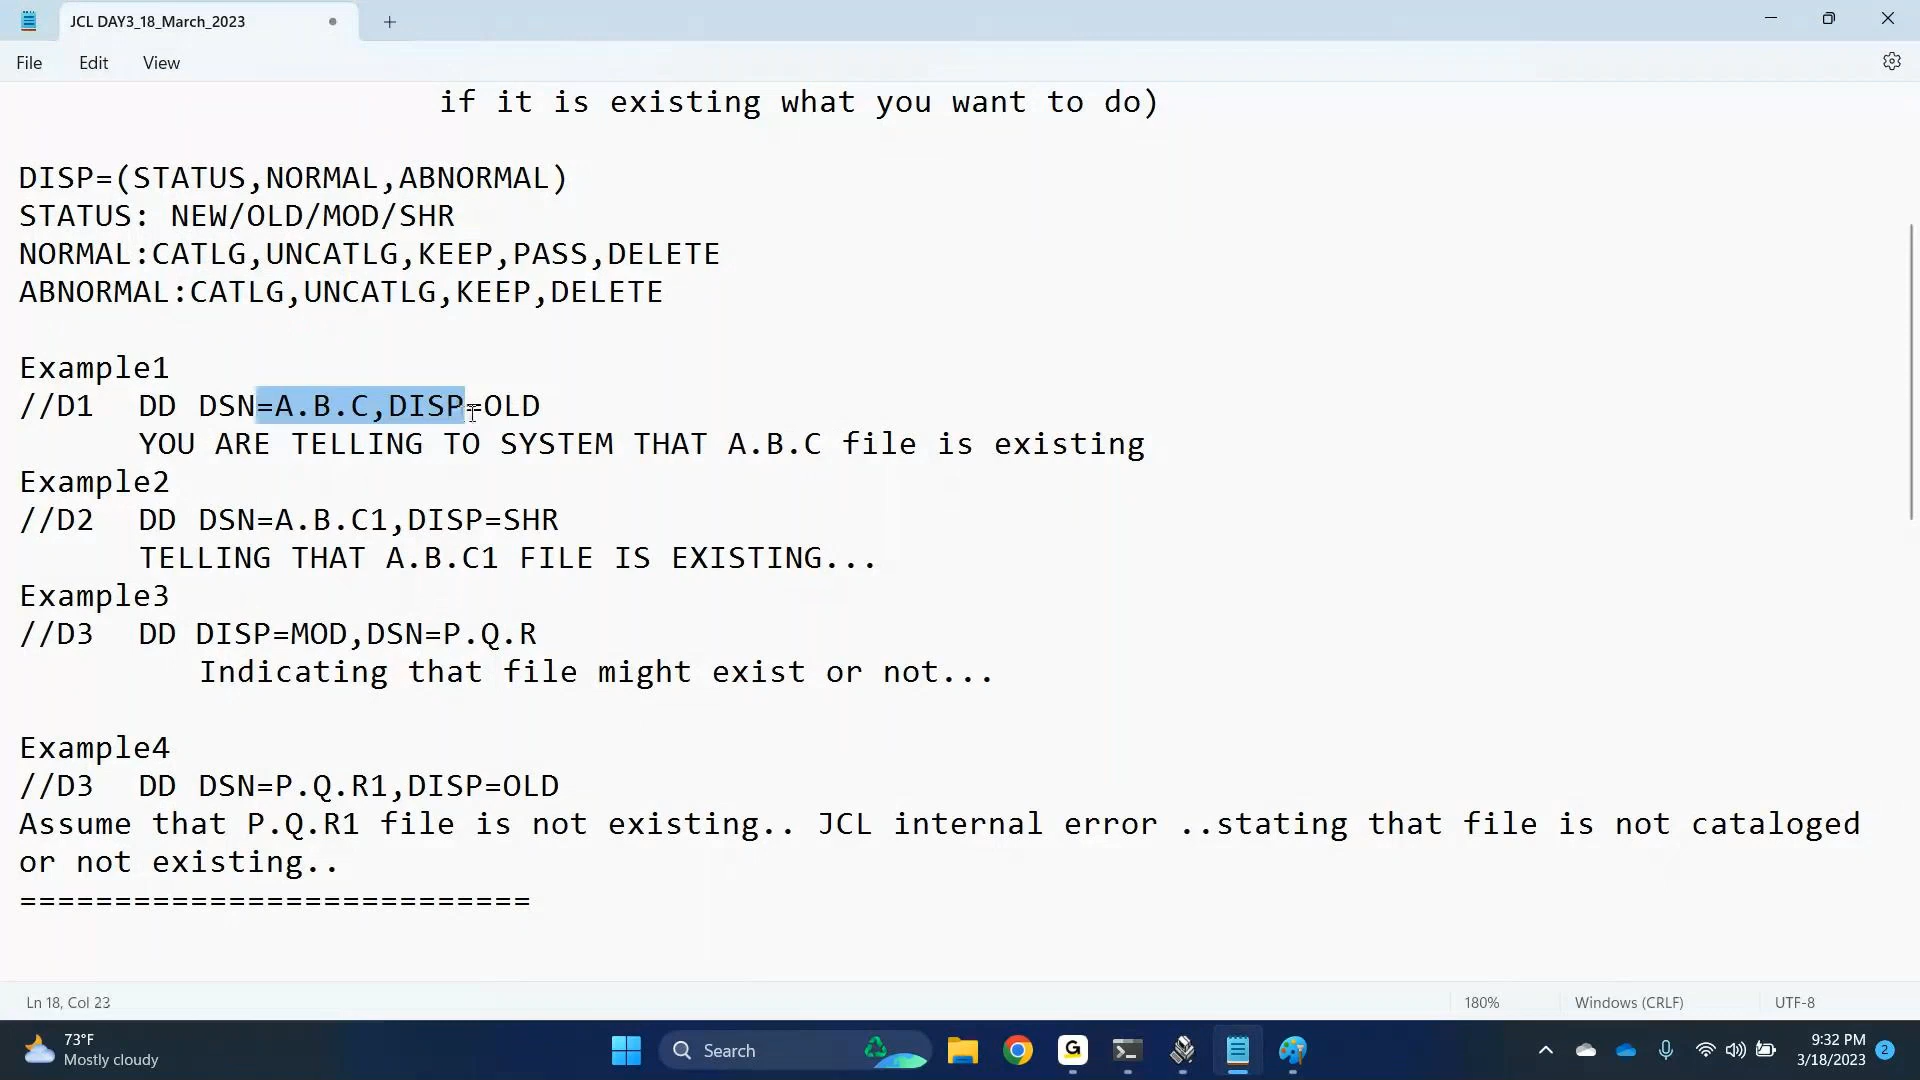 JCL DAY3_18_March_2023
File Edit View
if it is existing what you want to do)
DISP=(STATUS,NORMAL,ABNORMAL)
STATUS: NEW/OLD/MOD/SHR
NORMAL:CATLG,UNCATLG,KEEP,PASS,DELETE
ABNORMAL:CATLG,UNCATLG,KEEP,DELETE
Example1
//D1 DD DSN=A.B.C,DISP=OLD
YOU ARE TELLING TO SYSTEM THAT A.B.C file is existing
Example2
//D2 DD DSN=A.B.C1,DISP=SHR
TELLING THAT A.B.C1 FILE IS EXISTING...
Example3
//D3 DD DISP=MOD,DSN=P.Q.R
Indicating that file might exist or not...
Example4
//D3 DD DSN=P.Q.R1,DISP=OLD
Assume that P.Q.R1 file is not existing.. JCL internal error ..stating that file is not cataloged
or not existing..
===========================
Ln 18, Col 23 180% Windows (CRLF) UTF-8
73°F
Mostly cloudy
Search
G
9:32 PM
3/18/2023
2